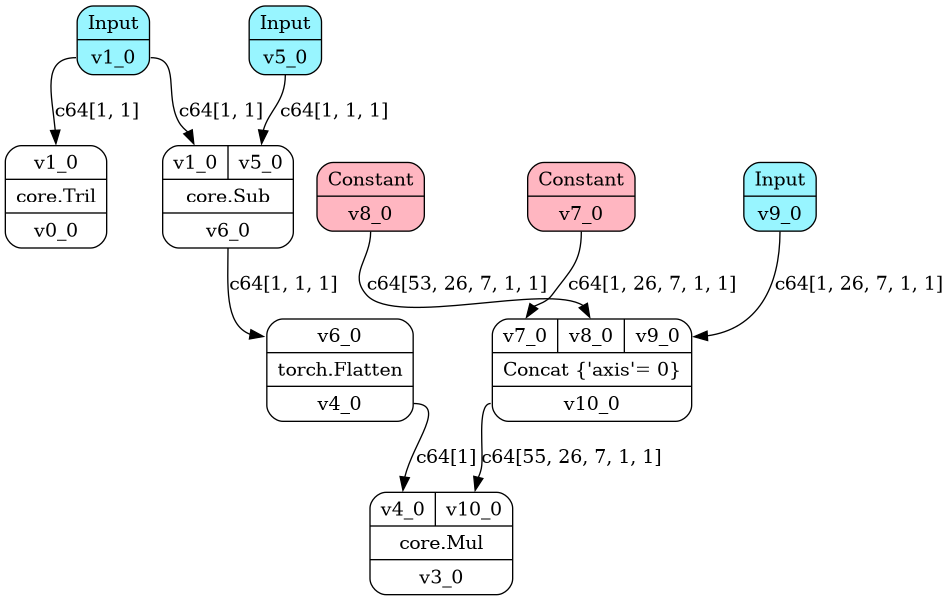 Input
v1_0
Input
v5_0
c64[1, 1]
c64[1, 1]
c64[1, 1, 1]
v1_0
core.Tril
v0_0
v1_0 v5_0
core.Sub
v6_0
Constant
v8_0
Constant
v7_0
Input
v9_0
c64[1, 1, 1]
c64[53, 26, 7, 1, 1]
c64[1, 26, 7, 1, 1]
c64[1, 26, 7, 1, 1]
v6_0
torch.Flatten
v4_0
v7_0 v8_0 v9_0
Concat {'axis'= 0}
v10_0
c64[1]
c64[55, 26, 7, 1, 1]
v4_0 v10_0
core.Mul
v3_0